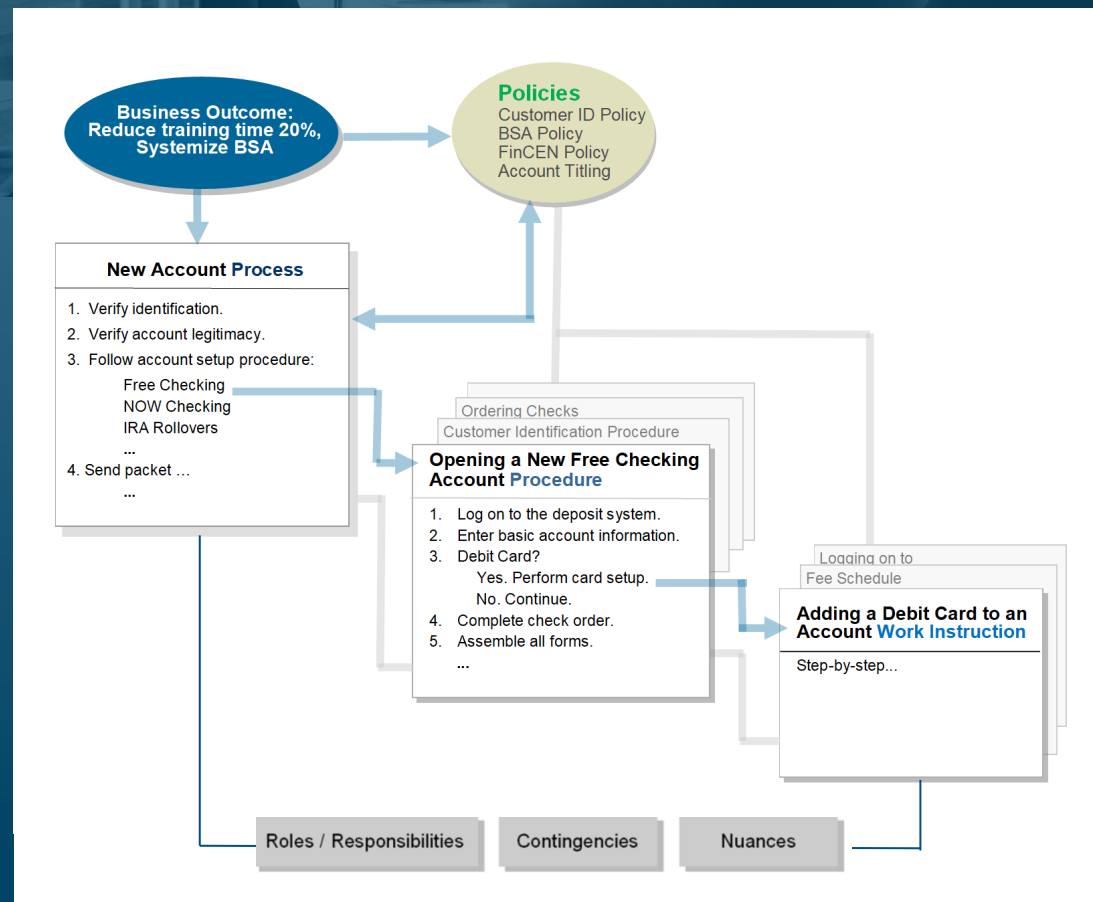 Business Outcome:
Reduce training time 20%,
Systemize BSA
Policies
Customer ID Policy
BSA Policy
FinCEN Policy
Account Titling
New Account Process
1. Verify identification.
2. Verify account legitimacy.
3. Follow account setup procedure:
Free Checking
NOW Checking
IRA Rollovers
...
4. Send packet …
...
Ordering Checks
Customer Identification Procedure
Opening a New Free Checking
Account Procedure
1. Log on to the deposit system.
2. Enter basic account information.
3. Debit Card?
Yes. Perform card setup.
No. Continue.
4. Complete check order.
5. Assemble all forms.
...
Logging on to
Fee Schedule
Adding a Debit Card to an
Account Work Instruction
Step-by-step...
Roles / Responsibilities
Contingencies
Nuances